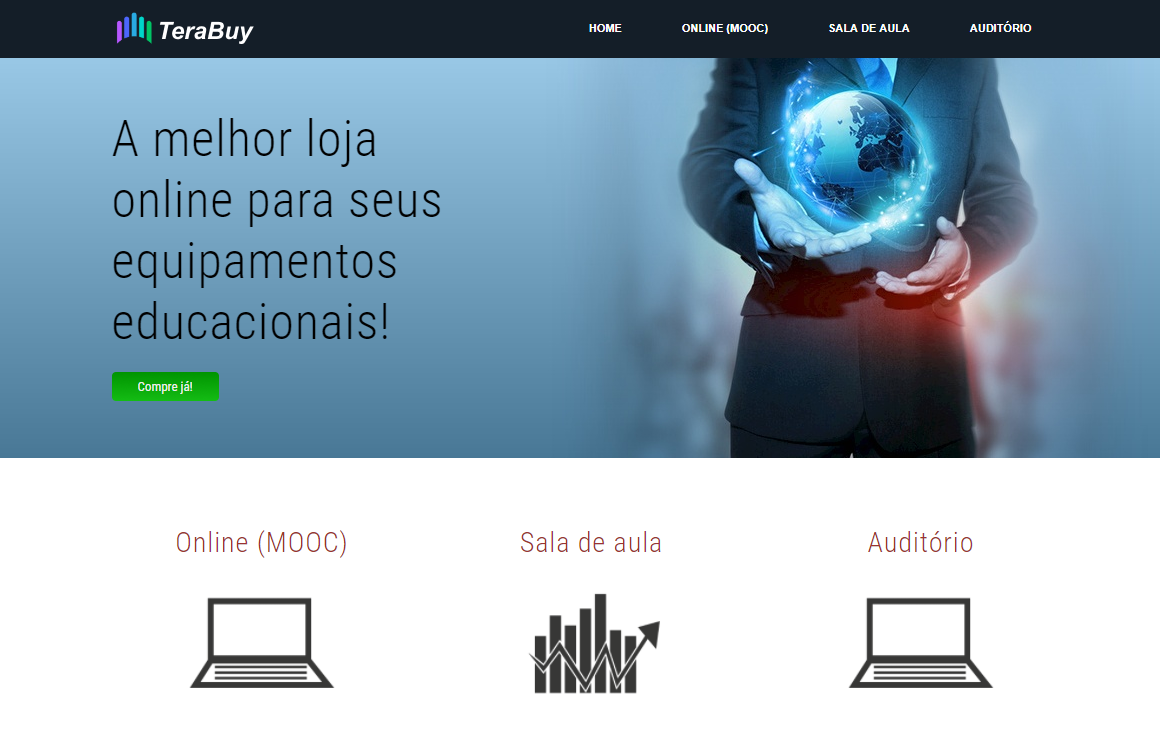 TeraBuy
HOME
ONLINE (MOOC)
SALA DE AULA
AUDITÓRIO
A melhor loja
online para seus
equipamentos
educacionais!
Compre já!
Online (MOOC)
Sala de aula
Auditório